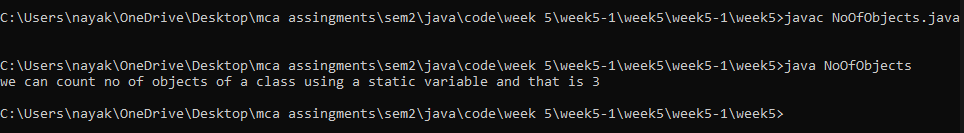 C:\Users\nayak\OneDrive\Desktop\mca assingments\sem2\java\code\week 5\week5-1\week5\week5-1\week5>javac NoOfObjects.java
C:\Users\nayak\OneDrive\Desktop\mca assingments\sem2\java\code\week 5\week5-1\week5\week5-1\week5>java NoOfObjects
we can count no of objects of a class using a static variable and that is 3
C:\Users\nayak\OneDrive\Desktop\mca assingments\sem2\java\code\week 5\week5-1\week5\week5-1\week5>